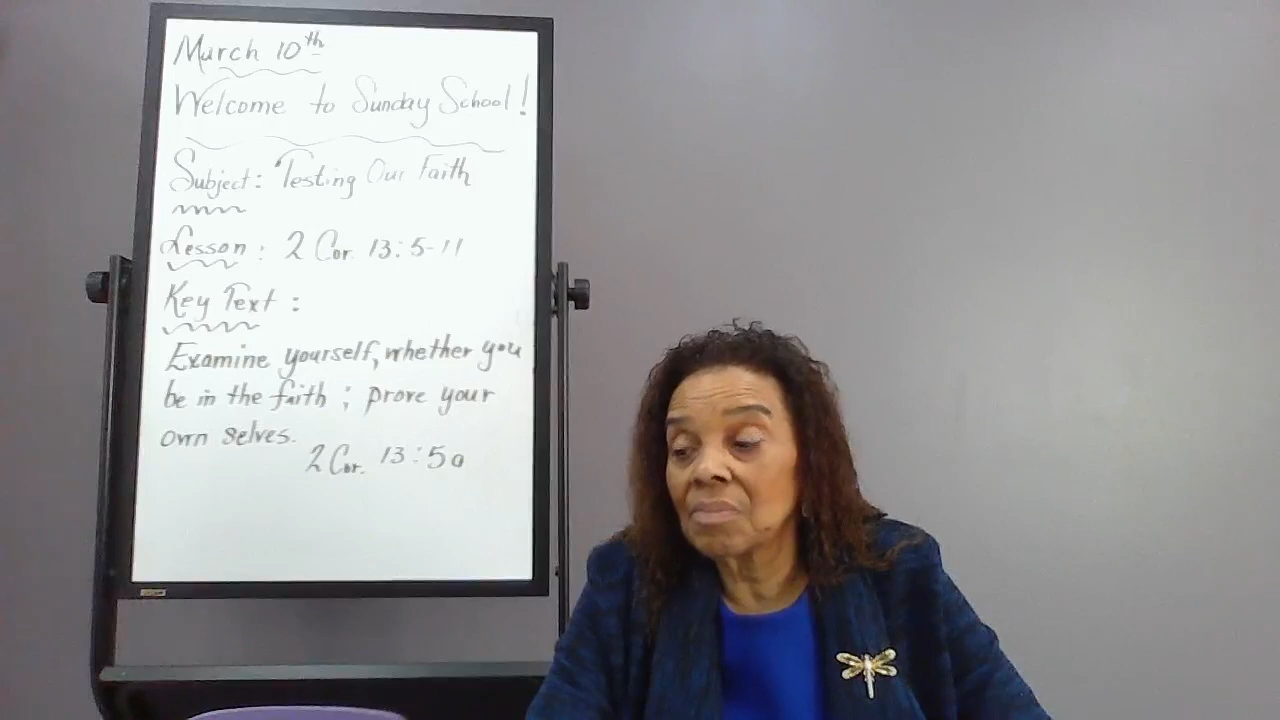 March 10th
Welcome to Sunday School!
Subject: Testing Our Faith
Lesson: 2 Cor. 13:5-11
Key Text:
Examine yourself, whether you
be in the faith; prove your
own selves.
2 Cor. 13:5a